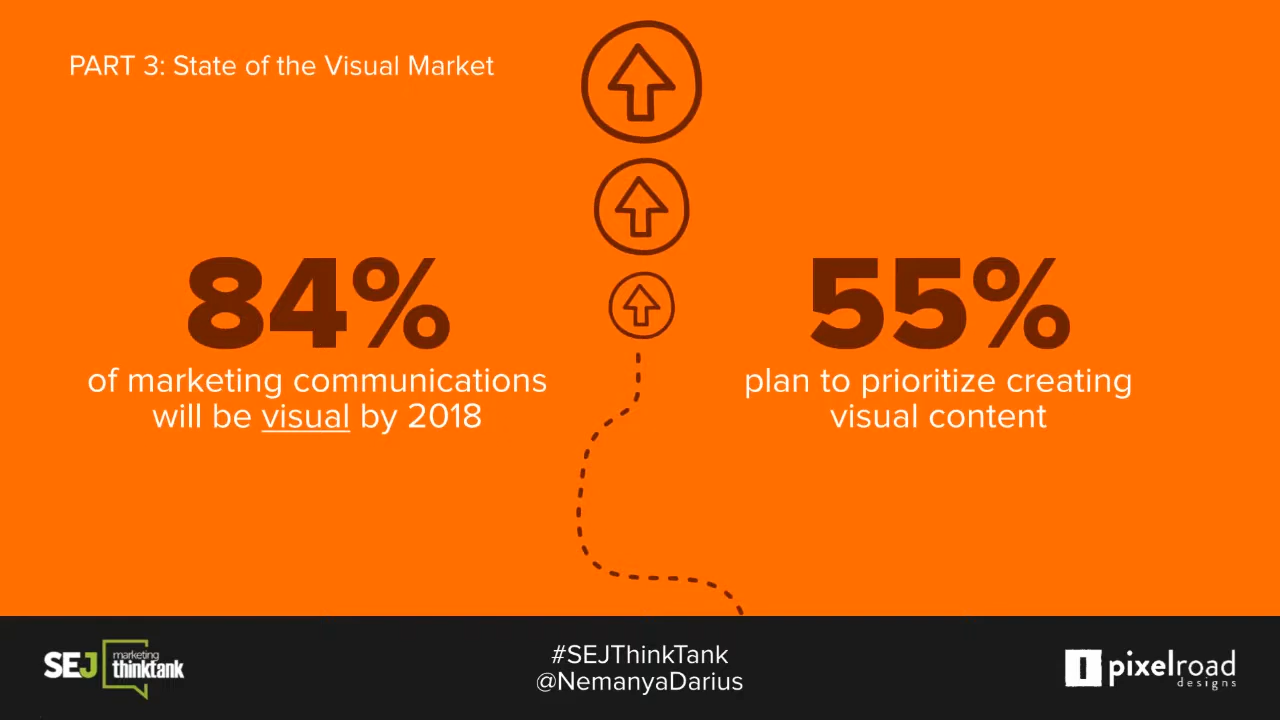 PART 3: State of the Visual Market
84%
of marketing communications
will be visual by 2018
55%
plan to prioritize creating
visual content
SEJ marketing
thinktank
#SEJThinkTank
@NemanyaDarius
pixelroad
designs